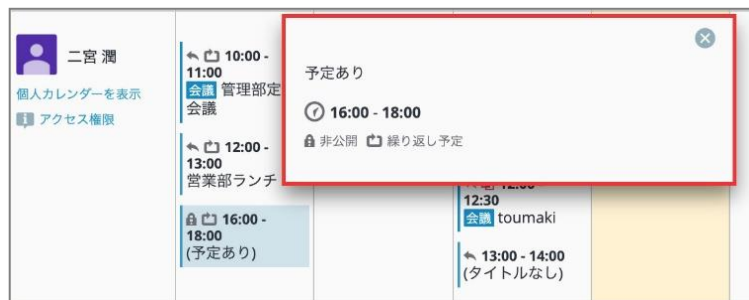 二宮 潤
個人カレンダーを表示
アクセス権限
10:00 -
11:00
会議 管理部定
会議
12:00 -
13:00
営業部ランチ
16:00 -
18:00
(予定あり)
予定あり
16:00 - 18:00
非公開 繰り返し予定
12:30
会議 toumaki
13:00 - 14:00
(タイトルなし)